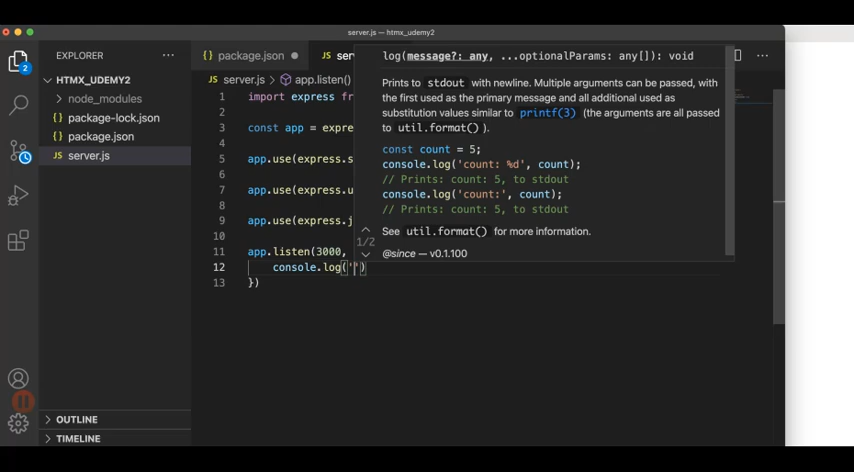 server.js — htmx_udemy2
EXPLORER
HTMX_UDEMY2
node_modules
{} package-lock.json
{} package.json
JS server.js
OUTLINE
TIMELINE
2
{} package.json
JS ser
JS server.js > app.listen()
1 import express fr
2
3 const app = expre
4
5 app.use(express.s
6
7 app.use(express.u
8
9 app.use(express.j
10
11 app.listen(3000,
12 console.log('')
13 })
log(message?: any, ...optionalParams: any[]): void
Prints to stdout with newline. Multiple arguments can be passed, with
the first used as the primary message and all additional used as
substitution values similar to printf(3) (the arguments are all passed
to util.format() ).
const count = 5;
console.log('count: %d', count);
// Prints: count: 5, to stdout
console.log('count:', count);
// Prints: count: 5, to stdout
1/2
See util.format() for more information.
@since — v0.1.100